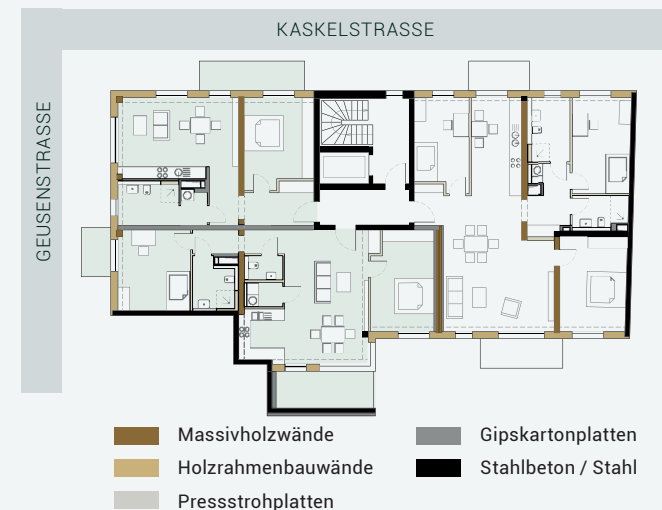 KASKELSTRASSE
GEUSENSTRASSE
Massivholzwände
Holzrahmenbauwände
Pressstrohplatten
Gipskartonplatten
Stahlbeton / Stahl